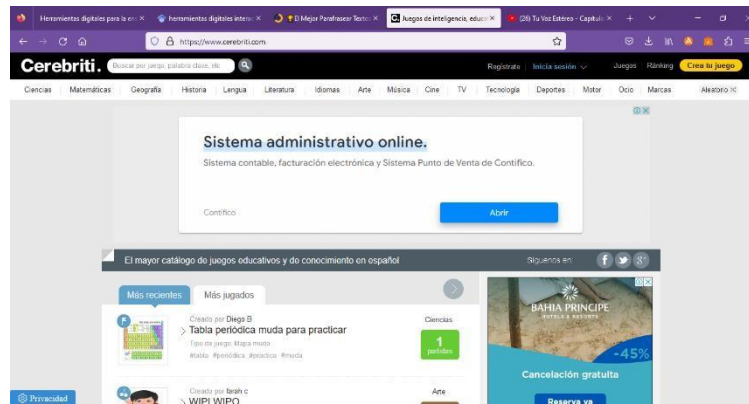 Herramientas digitales para la en
herramientas digitales interac
El Mejor Parafrasear Textos
Juegos de inteligencia, educa
(26) Tu Voz Estéreo - Capítulo
https://www.cerebriti.com
Cerebriti.
Buscar por juego, palabra clave, etc
Regístrate
Inicia sesión
Juegos
Ránking
Crea tu juego
Ciencias
Matemáticas
Geografía
Historia
Lengua
Literatura
Idiomas
Arte
Música
Cine
TV
Tecnología
Deportes
Motor
Ocio
Marcas
Aleatorio
Sistema administrativo online.
Sistema contable, facturación electrónica y Sistema Punto de Venta de Contifico.
Contifico
Abrir
El mayor catálogo de juegos educativos y de conocimiento en español
Síguenos en:
Más recientes
Más jugados
Creado por Diego B
Tabla periódica muda para practicar
Tipo de juego: Mapa mudo
#tabla #periódica #práctica #muda
Ciencias
1
partidas
Creado por farah c
WIPI WIPO
Arte
BAHIA PRINCIPE
HOTELS & RESORTS
-45%
Cancelación gratuita
Reserva ya
Privacidad